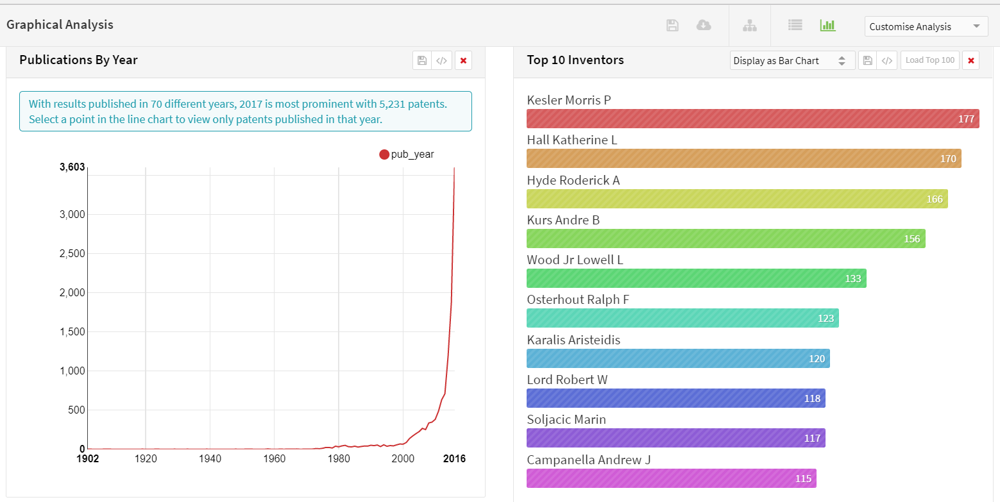 Graphical Analysis
Customise Analysis
Publications By Year
</>
With results published in 70 different years, 2017 is most prominent with 5,231 patents.
Select a point in the line chart to view only patents published in that year.
pub_year
3,603
3,000
2,500
2,000
1,500
1,000
500
0
1902 1920 1940 1960 1980 2000 2016
Top 10 Inventors
Display as Bar Chart
</>
Load Top 100
Kesler Morris P
177
Hall Katherine L
170
Hyde Roderick A
166
Kurs Andre B
156
Wood Jr Lowell L
133
Osterhout Ralph F
123
Karalis Aristeidis
120
Lord Robert W
118
Soljacic Marin
117
Campanella Andrew J
115